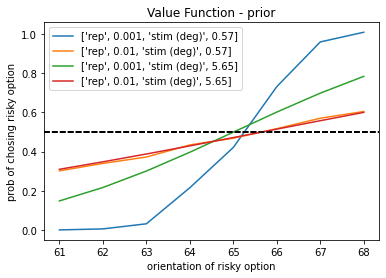 Value Function - prior
['rep', 0.001, 'stim (deg)', 0.57]
['rep', 0.01, 'stim (deg)', 0.57]
['rep', 0.001, 'stim (deg)', 5.65]
['rep', 0.01, 'stim (deg)', 5.65]
prob of chosing risky option
1.0
0.8
0.6
0.4
0.2
0.0
61 62 63 64 65 66 67 68
orientation of risky option